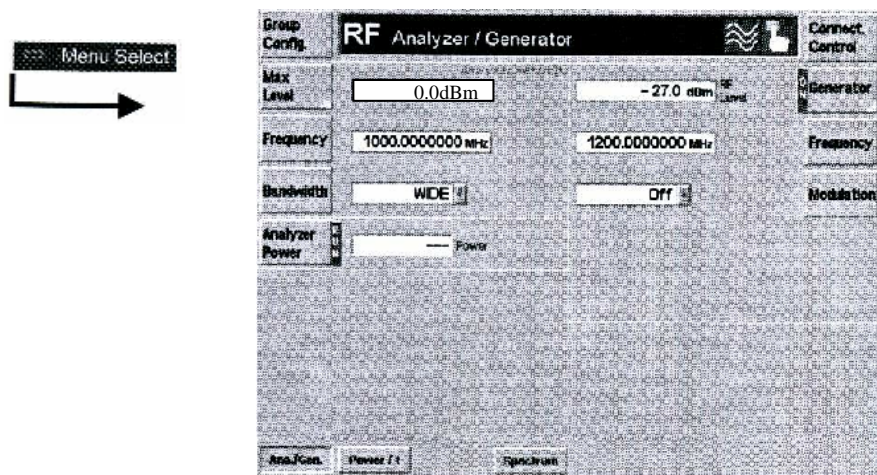 Menu Select
Group
Config.
RF Analyzer / Generator
Connect.
Control
Max
Level
0.0dBm
- 27.0 dBm
RF
Level
Generator
Frequency
1000.0000000 MHz
1200.0000000 MHz
Frequency
Bandwidth
WIDE
Off
Modulation
Analyzer
Power
---
Power
Ana./Gen.
Power / t
Spectrum